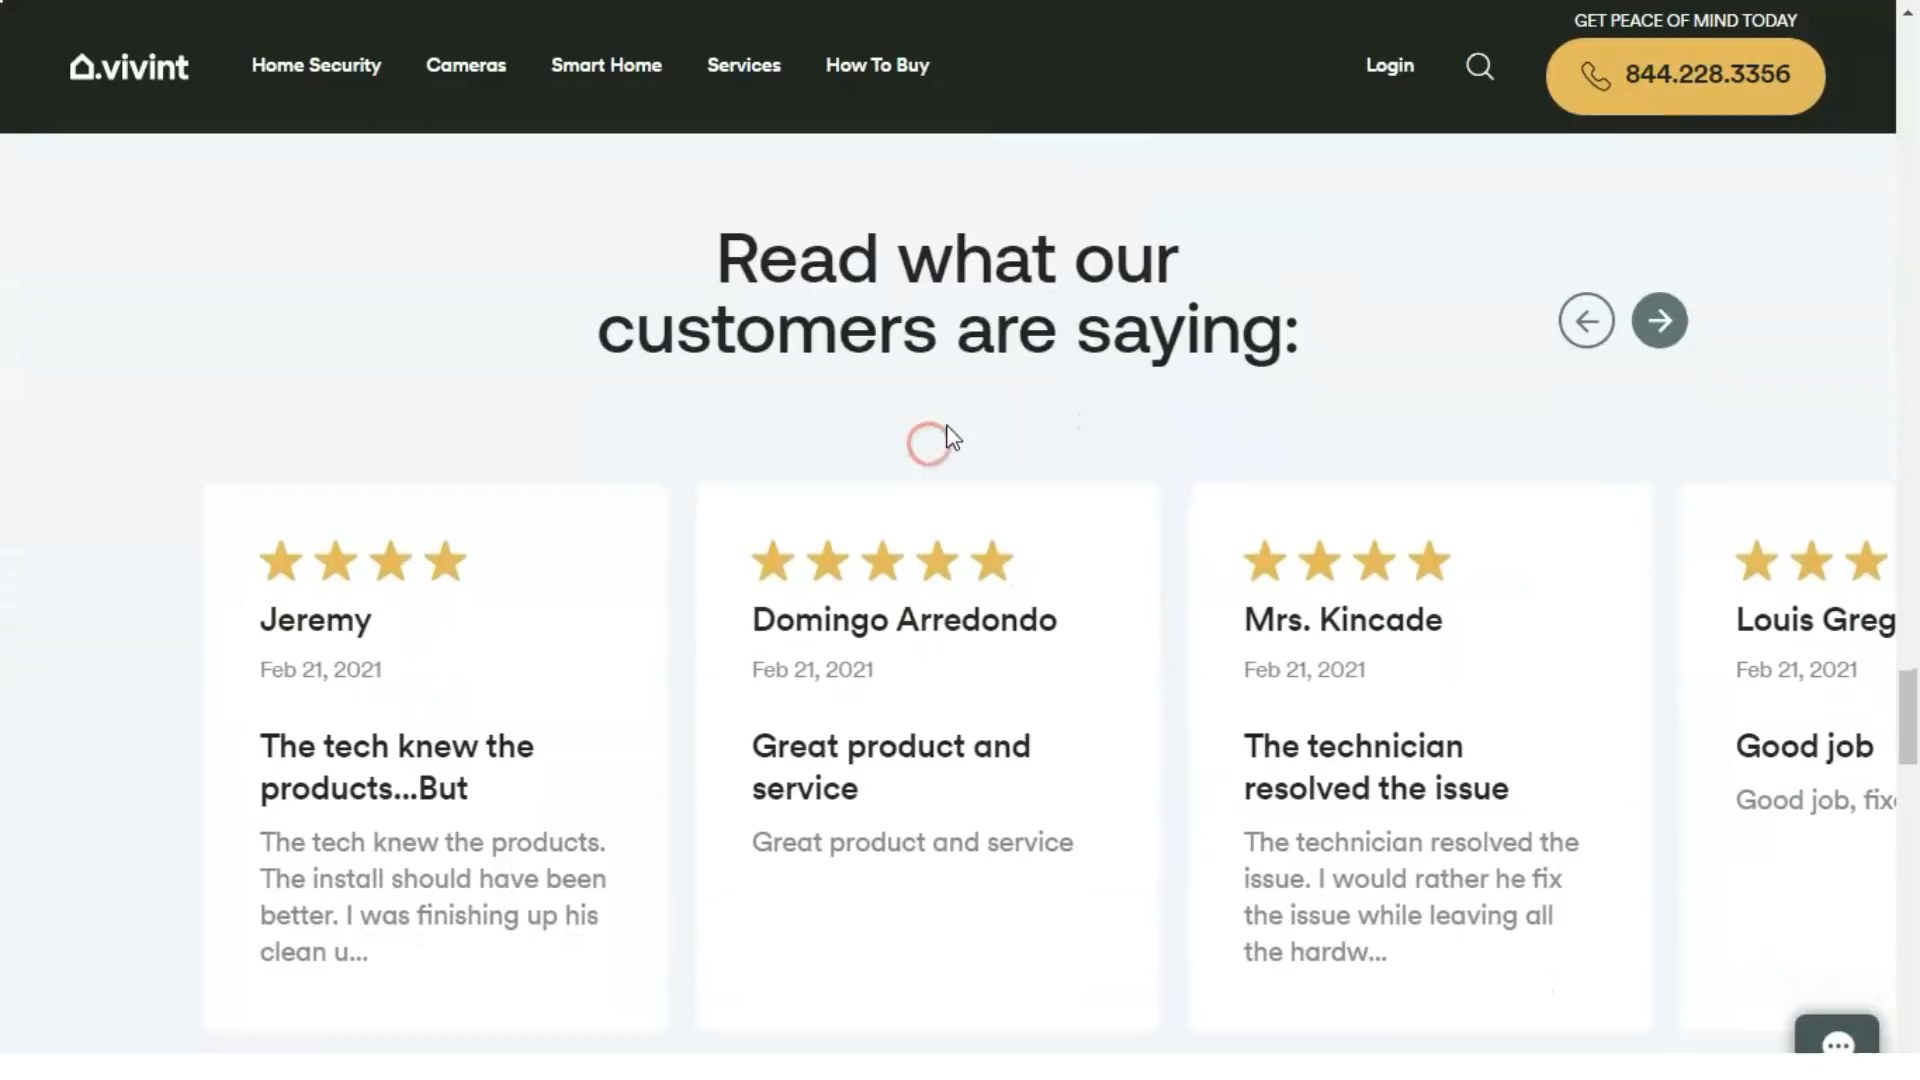 GET PEACE OF MIND TODAY
.vivint
Home Security
Cameras
Smart Home
Services
How To Buy
Login
844.228.3356
Read what our
customers are saying:
Jeremy
Feb 21, 2021
The tech knew the
products...But
The tech knew the products.
The install should have been
better. I was finishing up his
clean u...
Domingo Arredondo
Feb 21, 2021
Great product and
service
Great product and service
Mrs. Kincade
Feb 21, 2021
The technician
resolved the issue
The technician resolved the
issue. I would rather he fix
the issue while leaving all
the hardw...
Louis Greg
Feb 21, 2021
Good job
Good job, fix